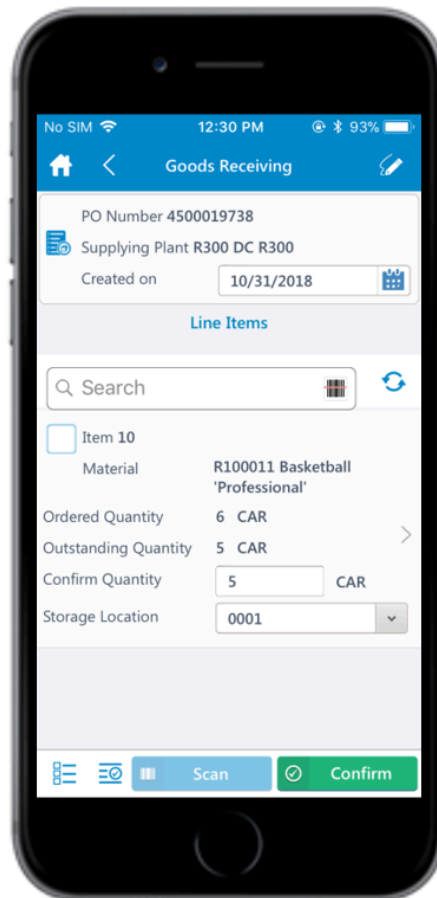 No SIM 12:30 PM 93%
Goods Receiving
PO Number 4500019738
Supplying Plant R300 DC R300
Created on 10/31/2018
Line Items
Search
Item 10
Material R100011 Basketball
'Professional'
Ordered Quantity 6 CAR
Outstanding Quantity 5 CAR
Confirm Quantity 5 CAR
Storage Location 0001
Scan Confirm